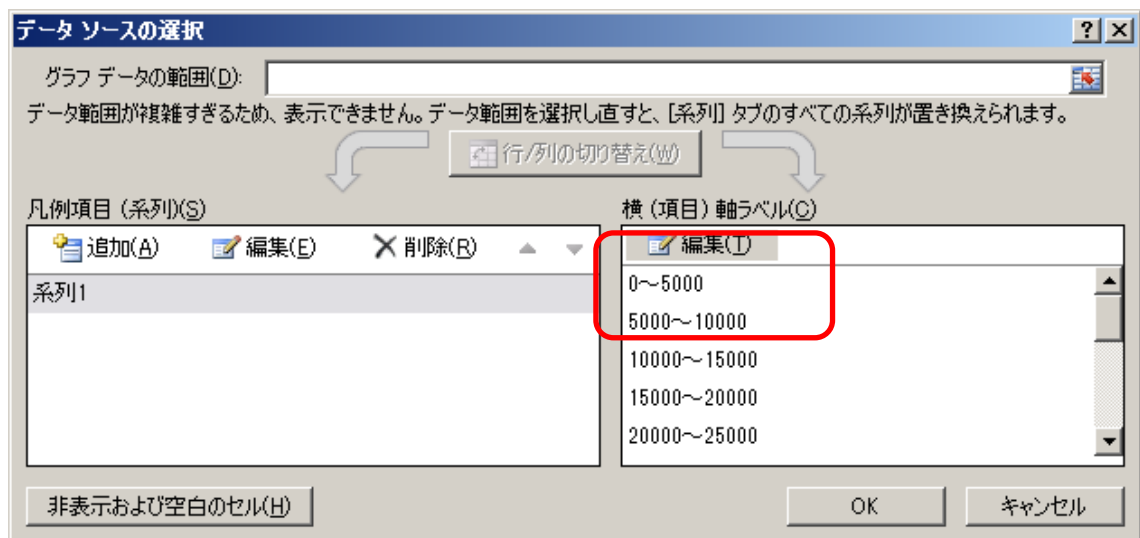 データ ソースの選択
グラフ データの範囲(D):
データ範囲が複雑すぎるため、表示できません。データ範囲を選択し直すと、[系列] タブのすべての系列が置き換えられます。
行/列の切り替え(W)
凡例項目 (系列)(S)
横 (項目) 軸ラベル(C)
追加(A) 編集(E) 削除(R)
編集(T)
系列1
0～5000
5000～10000
10000～15000
15000～20000
20000～25000
非表示および空白のセル(H)
OK
キャンセル